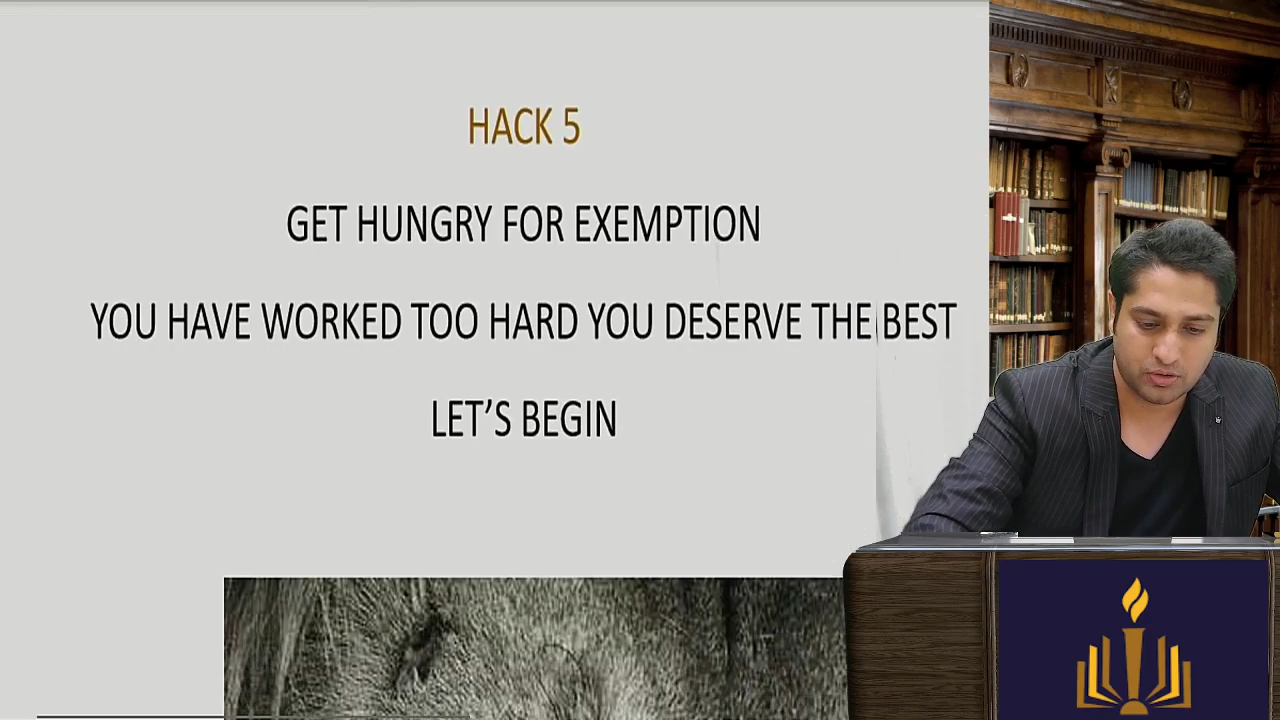 HACK 5
GET HUNGRY FOR EXEMPTION
YOU HAVE WORKED TOO HARD YOU DESERVE THE BEST
LET'S BEGIN